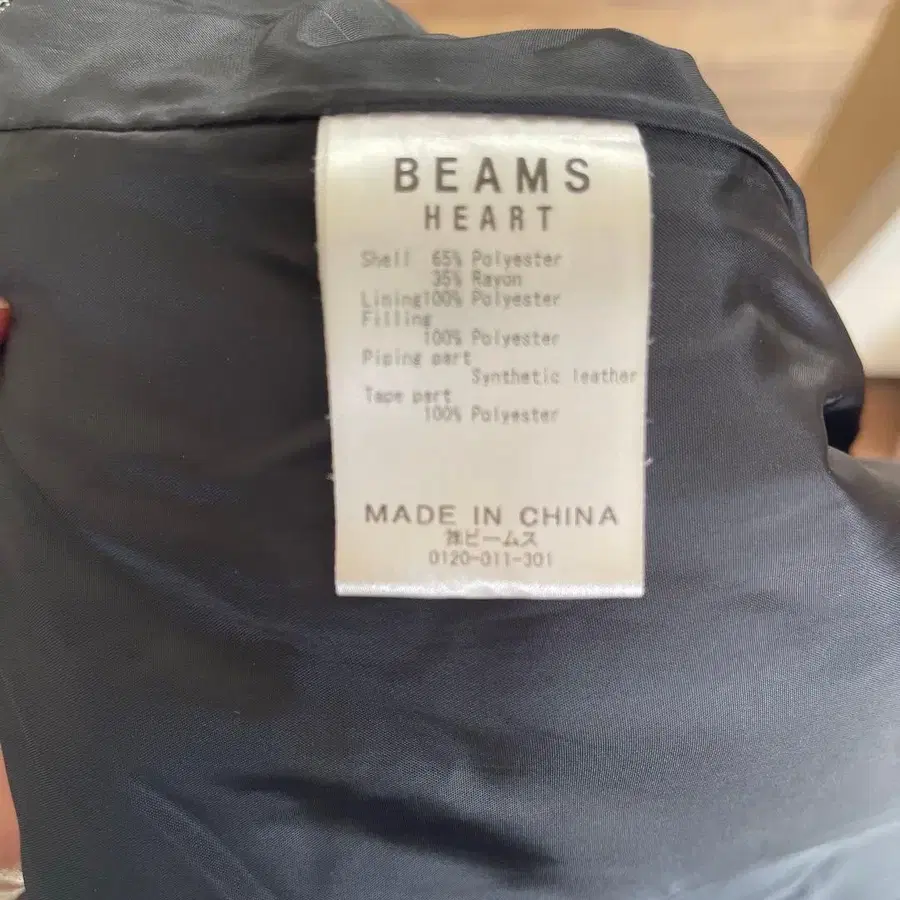 BEAMS
HEART
Shell 65% Polyester
35% Rayon
Lining100% Polyester
Filling
100% Polyester
Piping part
Synthetic leather
Tape part
100% Polyester
MADE IN CHINA
㈱ビームス
0120-011-301